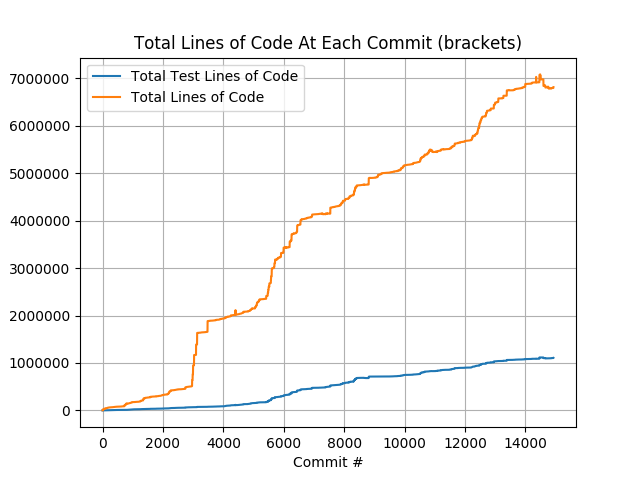 Total Lines of Code At Each Commit (brackets)
Total Test Lines of Code
Total Lines of Code
7000000
6000000
5000000
4000000
3000000
2000000
1000000
0
0 2000 4000 6000 8000 10000 12000 14000
Commit #